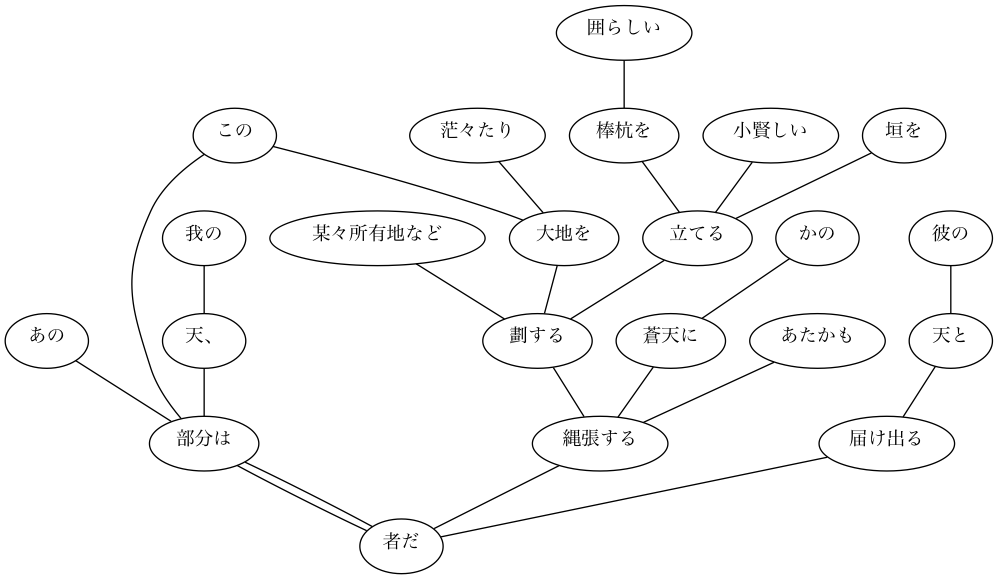 囲らしい
この
茫々たり
棒杭を
小賢しい
垣を
我の
某々所有地など
大地を
立てる
かの
彼の
あの
天、
劃する
蒼天に
あたかも
天と
部分は
縄張する
届け出る
者だ